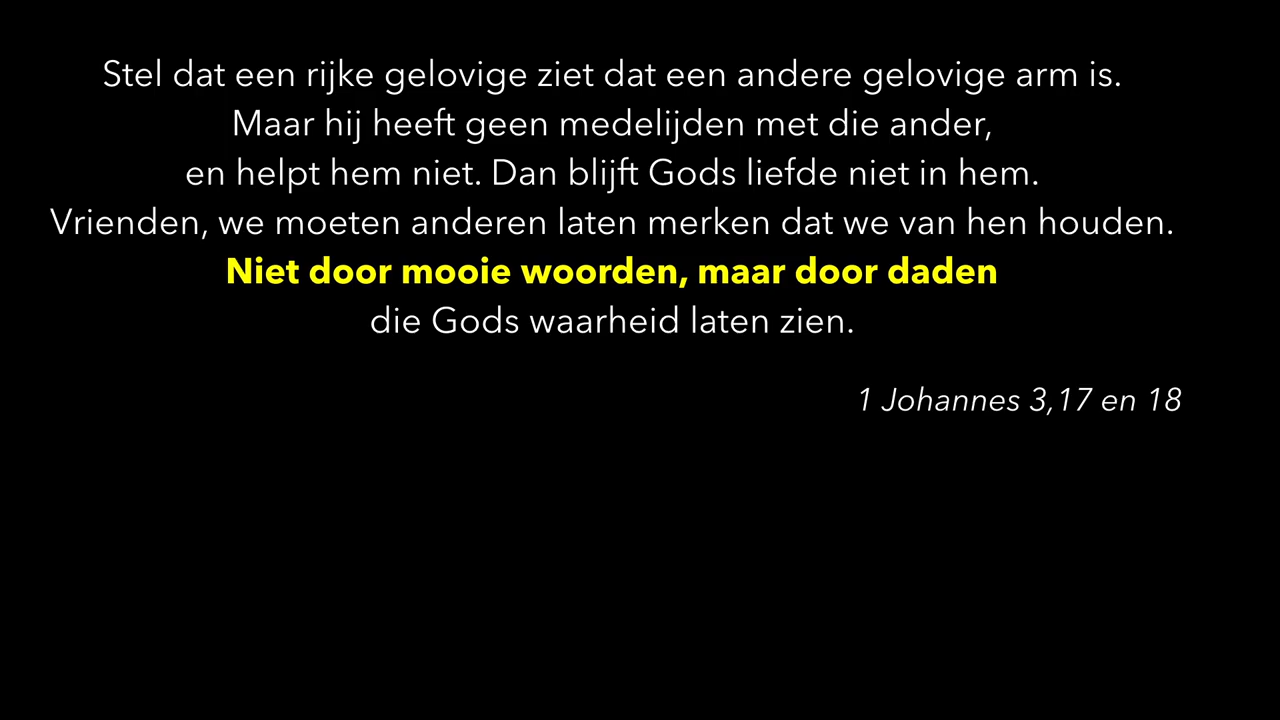 Stel dat een rijke gelovige ziet dat een andere gelovige arm is.
Maar hij heeft geen medelijden met die ander,
en helpt hem niet. Dan blijft Gods liefde niet in hem.
Vrienden, we moeten anderen laten merken dat we van hen houden.
Niet door mooie woorden, maar door daden
die Gods waarheid laten zien.
1 Johannes 3,17 en 18